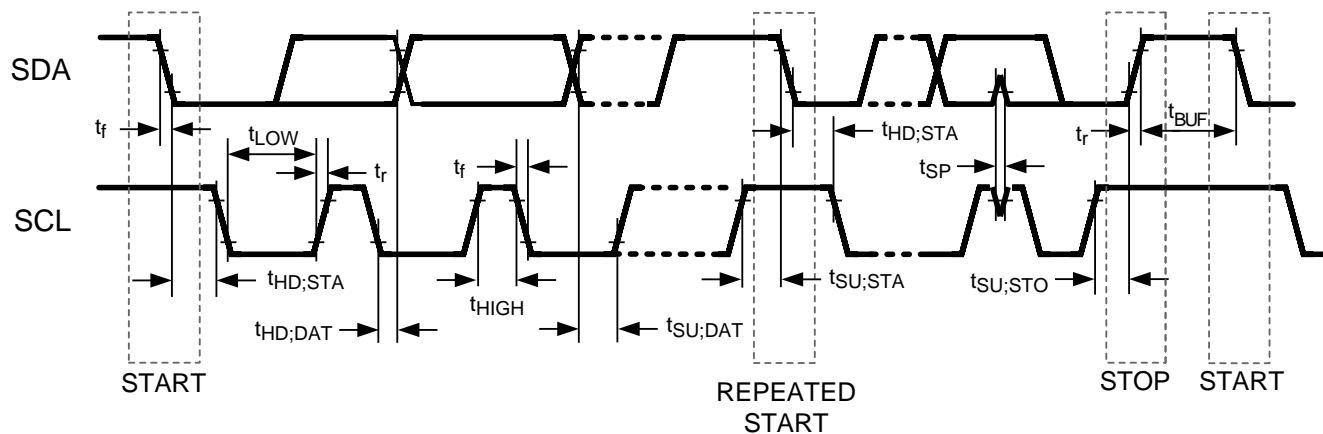 SDA
t_f
t_LOW
t_r
t_f
t_HD;STA
t_SP
t_r
t_BUF
SCL
t_HD;STA
t_HD;DAT
t_HIGH
t_SU;DAT
t_SU;STA
t_SU;STO
START
REPEATED
START
STOP
START